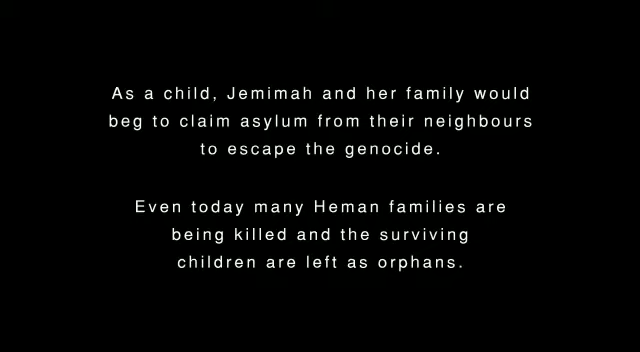 As a child, Jemimah and her family would
beg to claim asylum from their neighbours
to escape the genocide.
Even today many Heman families are
being killed and the surviving
children are left as orphans.